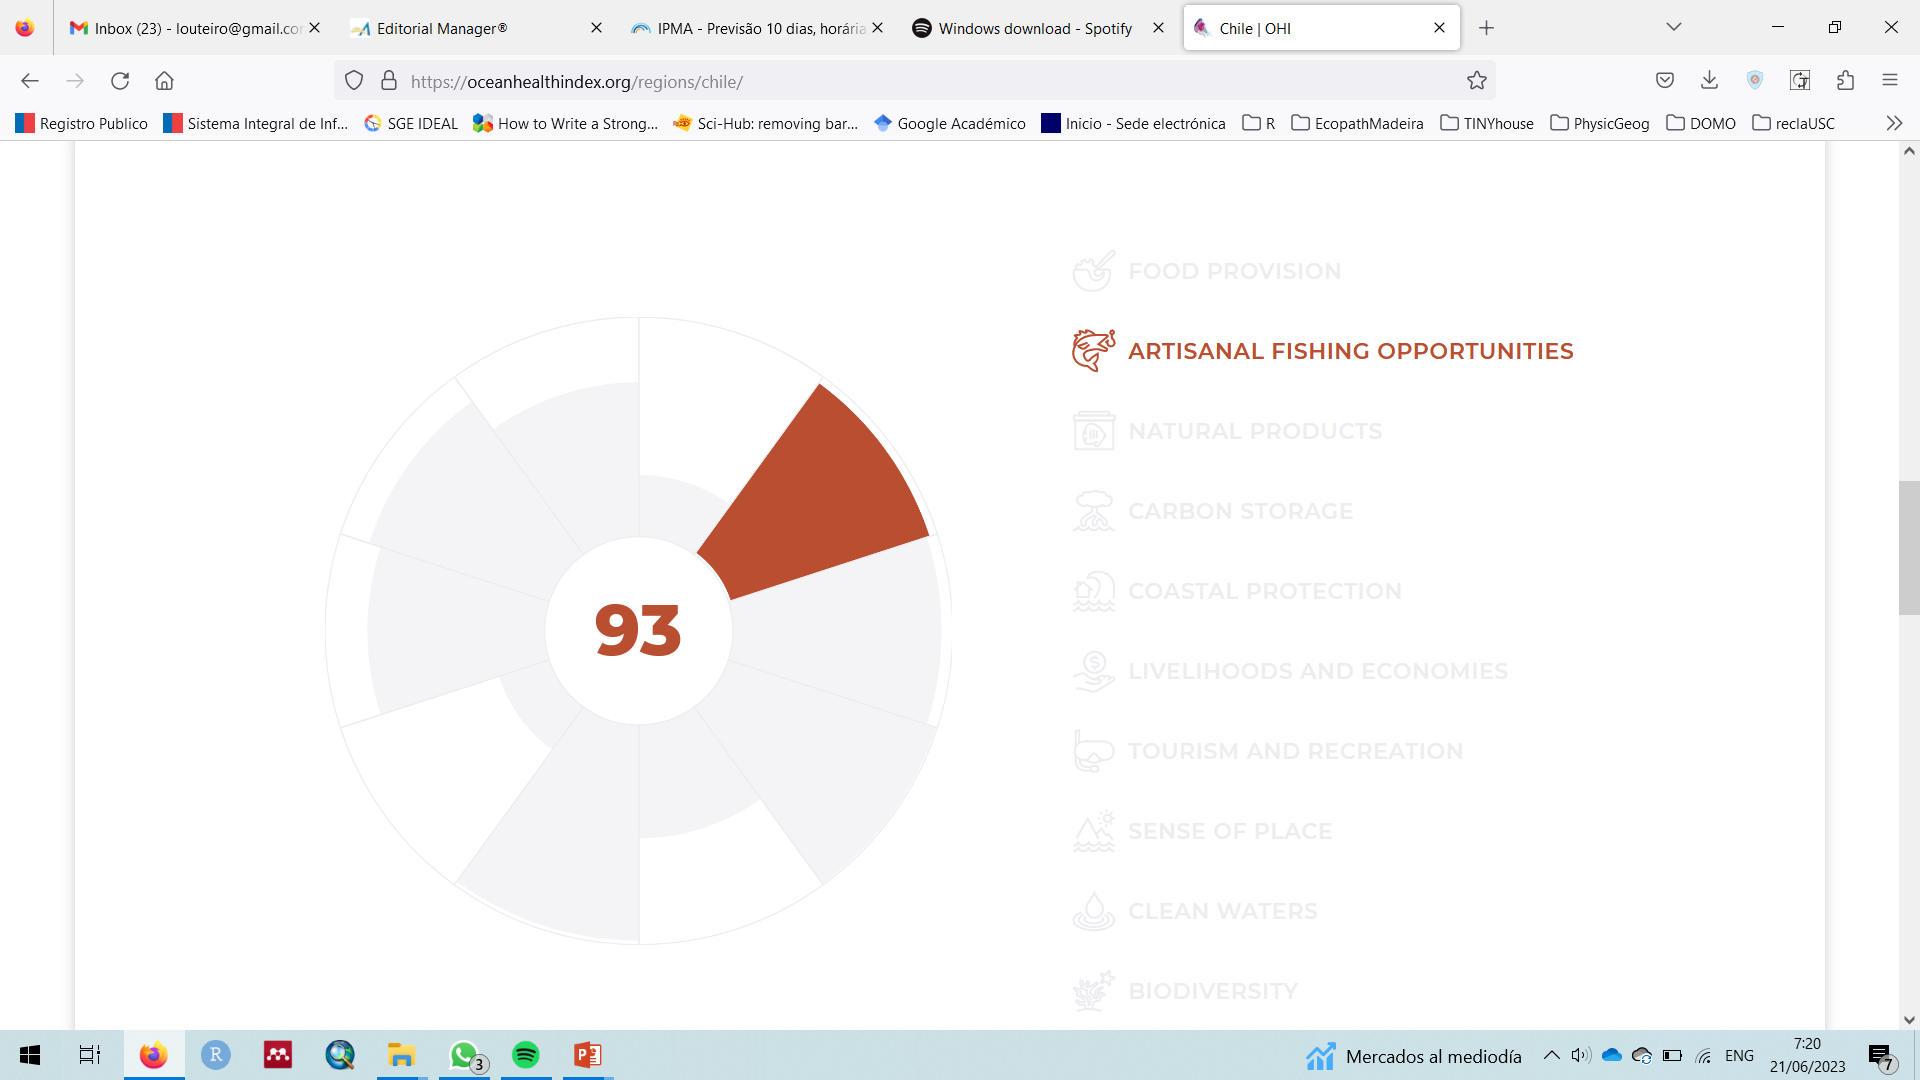 Inbox (23) - louteiro@gmail.co
Editorial Manager®
IPMA - Previsão 10 dias, horária
Windows download - Spotify
Chile | OHI
https://oceanhealthindex.org/regions/chile/
Registro Publico
Sistema Integral de Inf...
SGE IDEAL
How to Write a Strong...
Sci-Hub: removing bar...
Google Académico
Inicio - Sede electrónica
R
EcopathMadeira
TINYhouse
PhysicGeog
DOMO
reclaUSC
FOOD PROVISION
ARTISANAL FISHING OPPORTUNITIES
NATURAL PRODUCTS
CARBON STORAGE
COASTAL PROTECTION
LIVELIHOODS AND ECONOMIES
TOURISM AND RECREATION
SENSE OF PLACE
CLEAN WATERS
BIODIVERSITY
93
R
3
Mercados al mediodía
ENG
7:20
21/06/2023
7